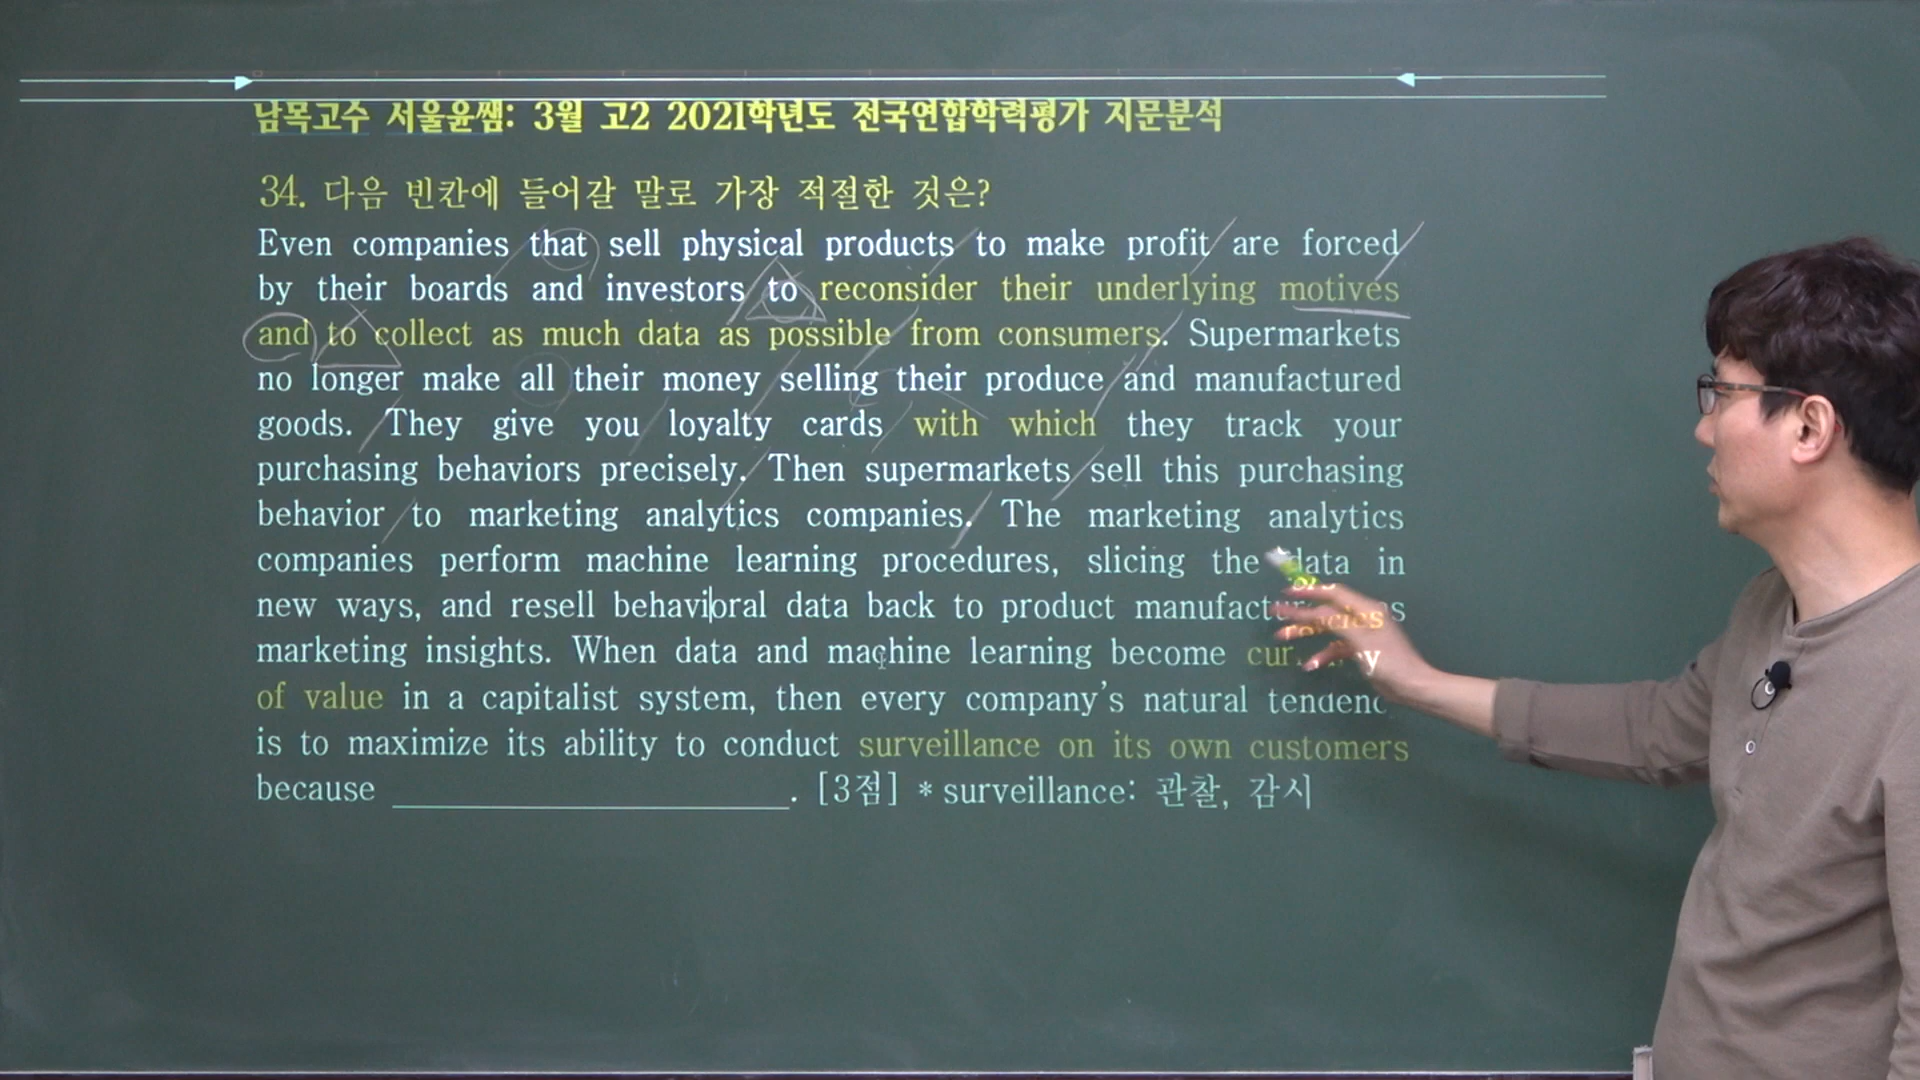 남목고수 서울윤쌤: 3월 고2 2021학년도 전국연합학력평가 지문분석
34. 다음 빈칸에 들어갈 말로 가장 적절한 것은?
Even companies that sell physical products to make profit are forced
by their boards and investors to reconsider their underlying motives
and to collect as much data as possible from consumers. Supermarkets
no longer make all their money selling their produce and manufactured
goods. They give you loyalty cards with which they track your
purchasing behaviors precisely. Then supermarkets sell this purchasing
behavior to marketing analytics companies. The marketing analytics
companies perform machine learning procedures, slicing the data in
new ways, and resell behavioral data back to product
marketing insights. When data and machine learning become
of value in a capitalist system, then every company's natural
is to maximize its ability to conduct surveillance on its own customers
because ____. [3점] * surveillance: 관찰, 감시